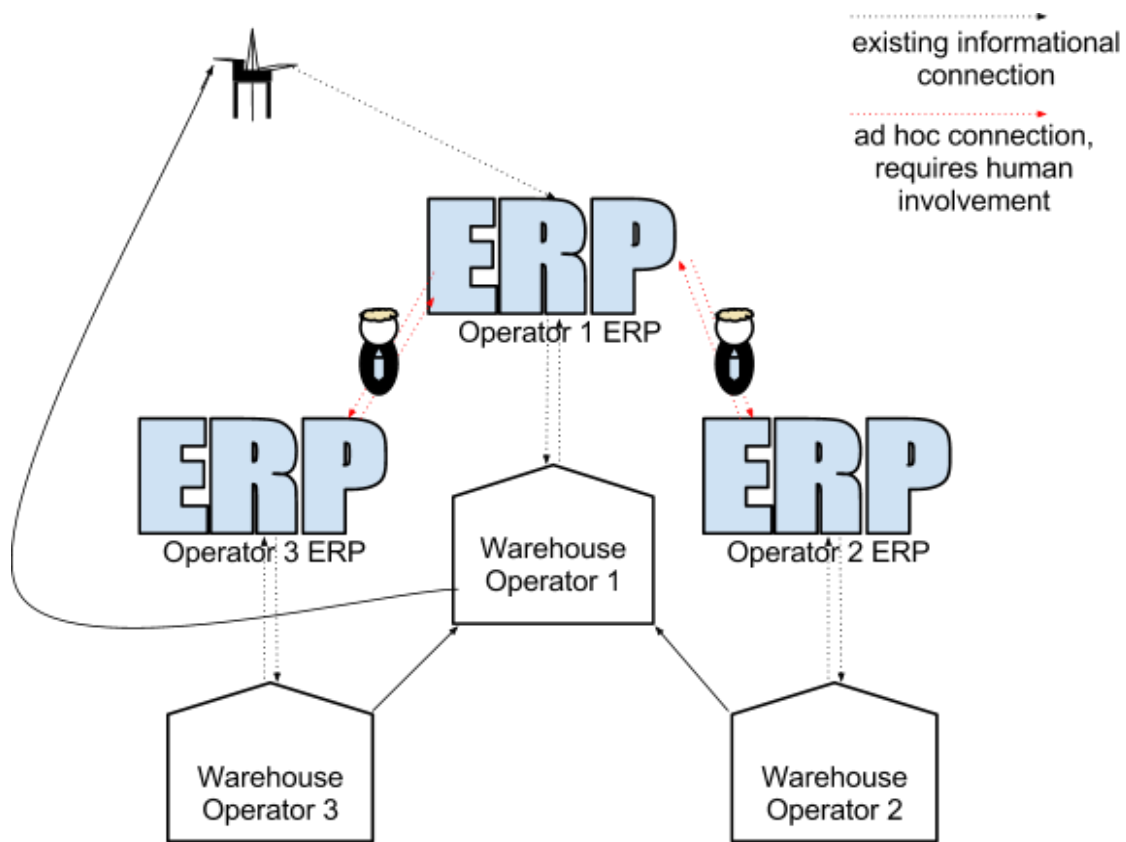 existing informational
connection
ad hoc connection,
requires human
involvement
ERP
Operator 1 ERP
ERP
Operator 3 ERP
ERP
Operator 2 ERP
Warehouse
Operator 1
Warehouse
Operator 3
Warehouse
Operator 2